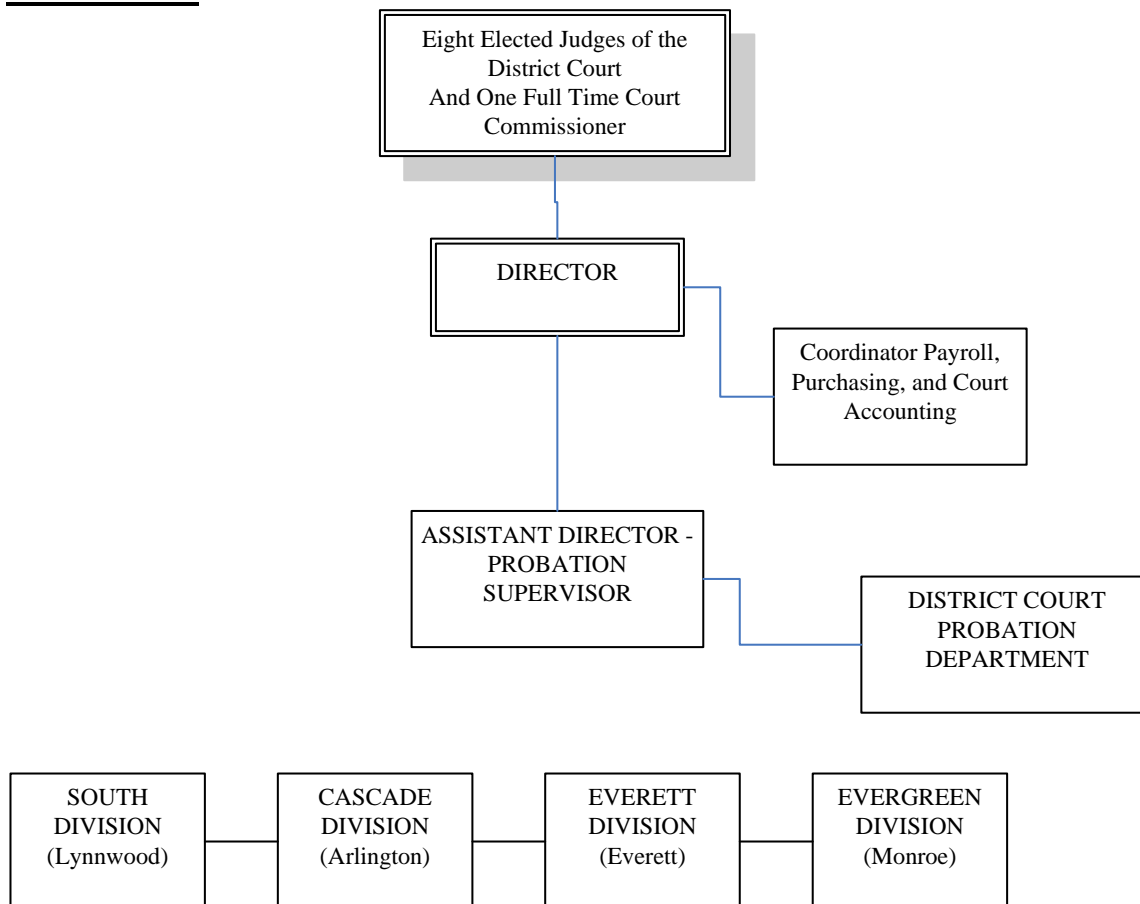 Eight Elected Judges of the
District Court
And One Full Time Court
Commissioner
DIRECTOR
Coordinator Payroll,
Purchasing, and Court
Accounting
ASSISTANT DIRECTOR -
PROBATION
SUPERVISOR
DISTRICT COURT
PROBATION
DEPARTMENT
SOUTH
DIVISION
(Lynnwood)
CASCADE
DIVISION
(Arlington)
EVERETT
DIVISION
(Everett)
EVERGREEN
DIVISION
(Monroe)